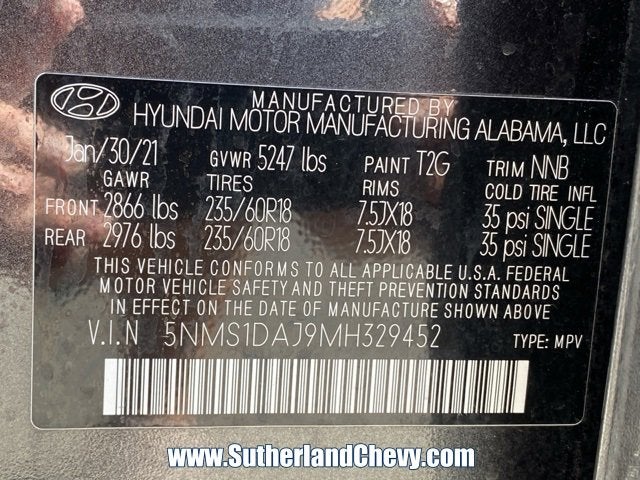 MANUFACTURED BY
HYUNDAI MOTOR MANUFACTURING ALABAMA, LLC
Jan/30/21 GVWR 5247 lbs PAINT T2G TRIM NNB
GAWR TIRES RIMS COLD TIRE INFL
FRONT 2866 lbs 235/60R18 7.5JX18 35 psi SINGLE
REAR 2976 lbs 235/60R18 7.5JX18 35 psi SINGLE
THIS VEHICLE CONFORMS TO ALL APPLICABLE U.S.A. FEDERAL
MOTOR VEHICLE SAFETY AND THEFT PREVENTION STANDARDS
IN EFFECT ON THE DATE OF MANUFACTURE SHOWN ABOVE
V.I.N 5NMS1DAJ9MH329452 TYPE: MPV
www.SutherlandChevy.com